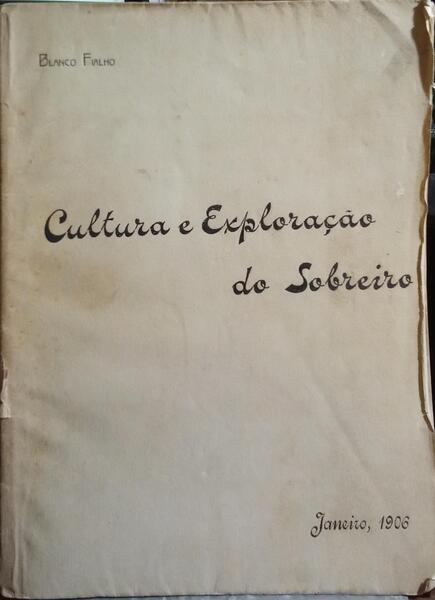 Blanco Fialho
Cultura e Exploração
do Sobreiro
Janeiro, 1906